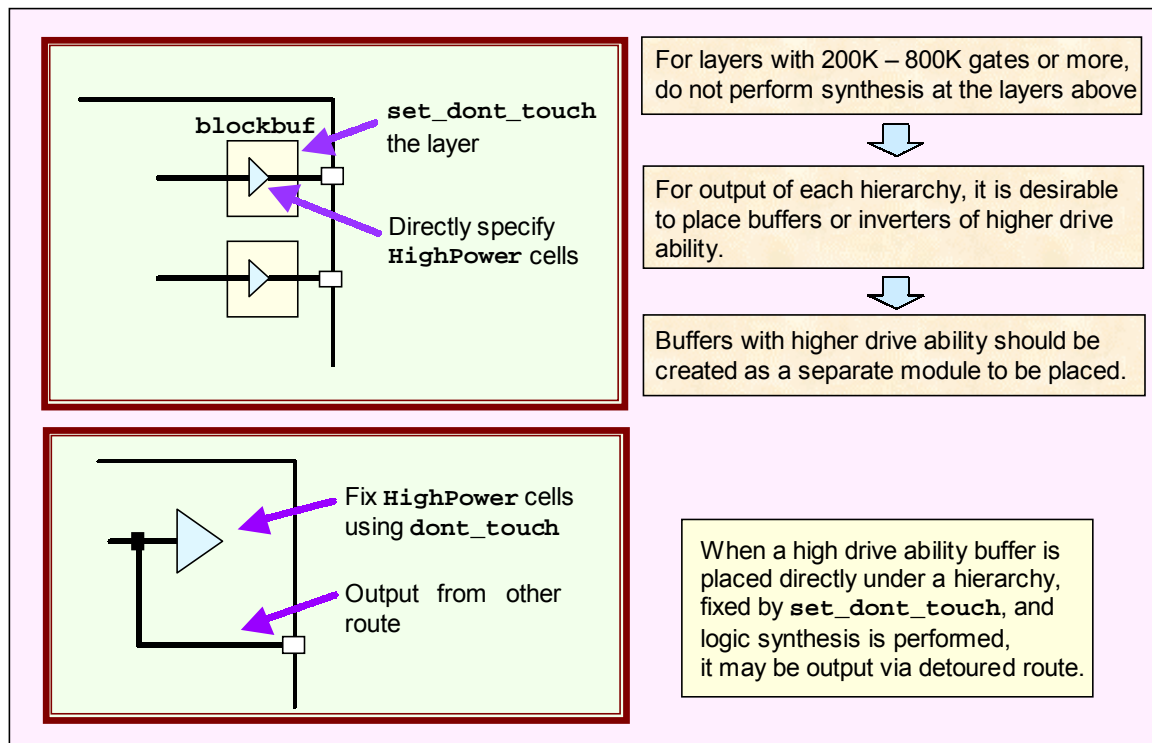 blockbuf
set_dont_touch
the layer
Directly specify
HighPower cells
For layers with 200K – 800K gates or more,
do not perform synthesis at the layers above
For output of each hierarchy, it is desirable
to place buffers or inverters of higher drive
ability.
Buffers with higher drive ability should be
created as a separate module to be placed.
Fix HighPower cells
using dont_touch
Output from other
route
When a high drive ability buffer is
placed directly under a hierarchy,
fixed by set_dont_touch, and
logic synthesis is performed,
it may be output via detoured route.